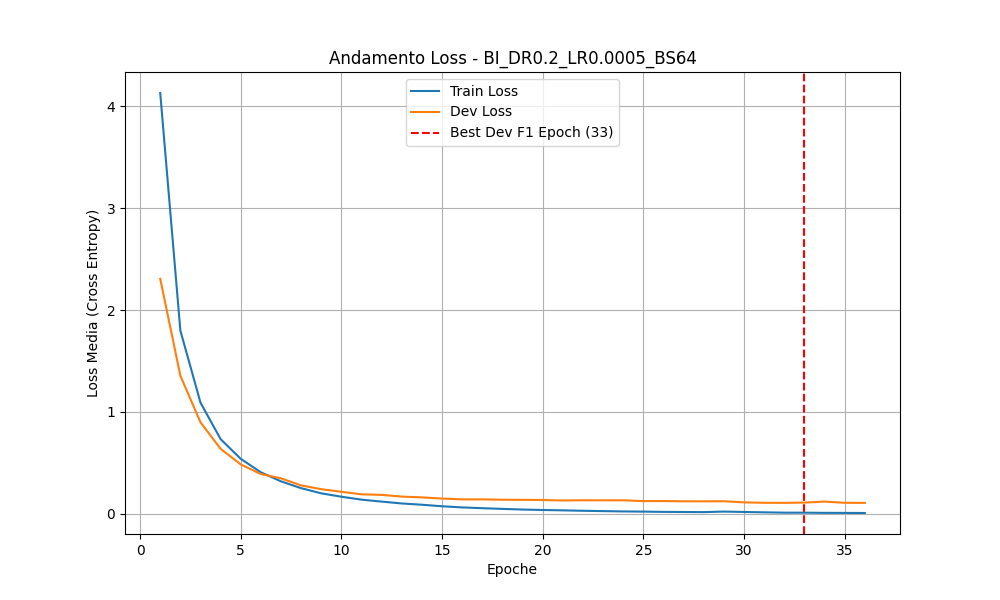 Andamento Loss - BI_DR0.2_LR0.0005_BS64
Train Loss
Dev Loss
Best Dev F1 Epoch (33)
Loss Media (Cross Entropy)
4
3
2
1
0
0 5 10 15 20 25 30 35
Epoche